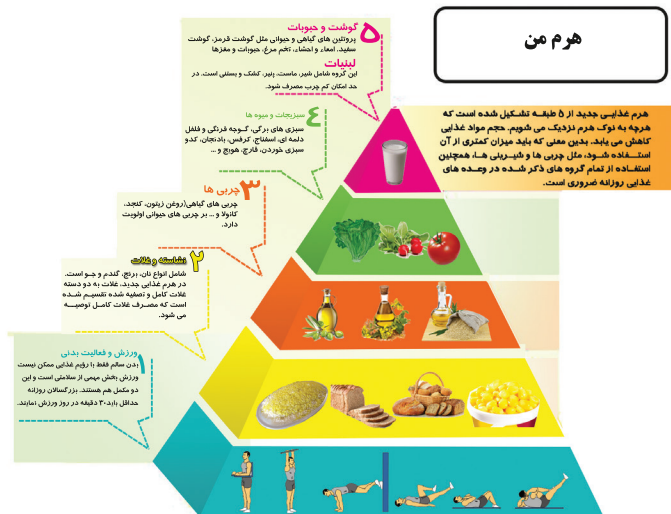 هرم من
هرم غذایی جدید از ۵ طبقه تشکیل شده است که
هرچه به نوک هرم نزدیک می شویم، حجم مواد غذایی
کاهش می یابد. بدین معنی که باید میزان کمتری از آن
استفاده شود، مثل چربی ها و شیرینی ها، همچنین
استفاده از تمام گروه های ذکر شده در وعده های
غذایی روزانه ضروری است.
۵
گوشت و حبوبات
پروتئین های گیاهی و حیوانی مثل گوشت قرمز، گوشت
سفید، امعاء و احشاء، تخم مرغ، حبوبات و مغزها
لبنیات
این گروه شامل شیر، ماست، پنیر، کشک و بستنی است. در
حد امکان کم چرب مصرف شود.
۴
سبزیجات و میوه ها
سبزی های برگی، گوجه فرنگی و فلفل
دلمه ای، اسفناج، کرفس، بادنجان، کدو
سبزی خوردن، قارچ، هویج و ...
۳
چربی ها
چربی های گیاهی(روغن زیتون، کنجد،
کانولا و ... بر چربی های حیوانی اولویت
دارد.
۲
نشاسته و غلات
شامل انواع نان، برنج، گندم و جو است.
در هرم غذایی جدید، غلات به دو دسته
غلات کامل و تصفیه شده تقسیم شده
است که مصرف غلات کامل توصیه
می شود.
۱
ورزش و فعالیت بدنی
بدن سالم فقط با رژیم غذایی ممکن نیست
ورزش بخش مهمی از سلامتی است و این
دو مکمل هم هستند. بزرگسالان روزانه
حداقل باید ۳۰ دقیقه در روز ورزش نمایند.